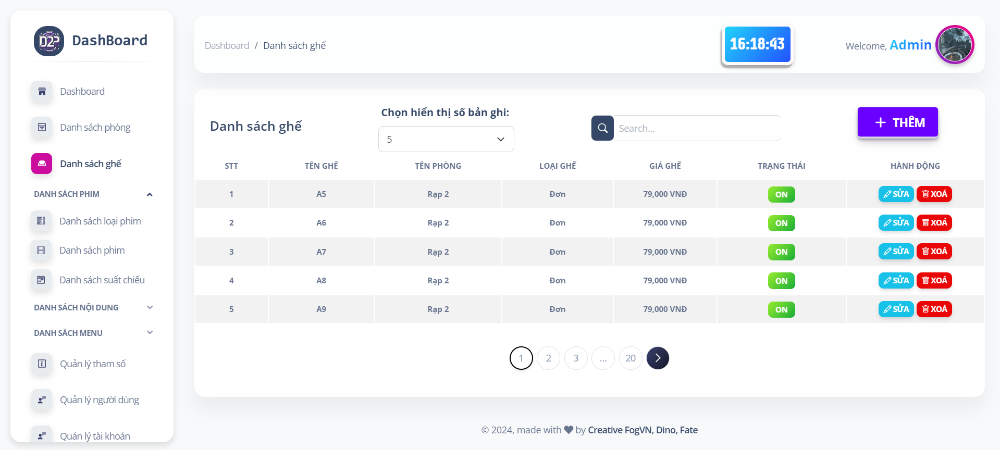 D2P DashBoard
Dashboard
Danh sách phòng
Danh sách ghế
DANH SÁCH PHIM
Danh sách loại phim
Danh sách phim
Danh sách suất chiếu
DANH SÁCH NỘI DUNG
DANH SÁCH MENU
Quản lý tham số
Quản lý người dùng
Quản lý tài khoản
Dashboard / Danh sách ghế
16:18:43
Welcome, Admin
Danh sách ghế
Chọn hiển thị số bản ghi:
5
Search...
+ THÊM
STT TÊN GHẾ TÊN PHÒNG LOẠI GHẾ GIÁ GHẾ TRẠNG THÁI HÀNH ĐỘNG
1 A5 Rạp 2 Đơn 79,000 VNĐ ON SỬA XOÁ
2 A6 Rạp 2 Đơn 79,000 VNĐ ON SỬA XOÁ
3 A7 Rạp 2 Đơn 79,000 VNĐ ON SỬA XOÁ
4 A8 Rạp 2 Đơn 79,000 VNĐ ON SỬA XOÁ
5 A9 Rạp 2 Đơn 79,000 VNĐ ON SỬA XOÁ
1 2 3 ... 20
© 2024, made with ♥ by Creative FogVN, Dino, Fate